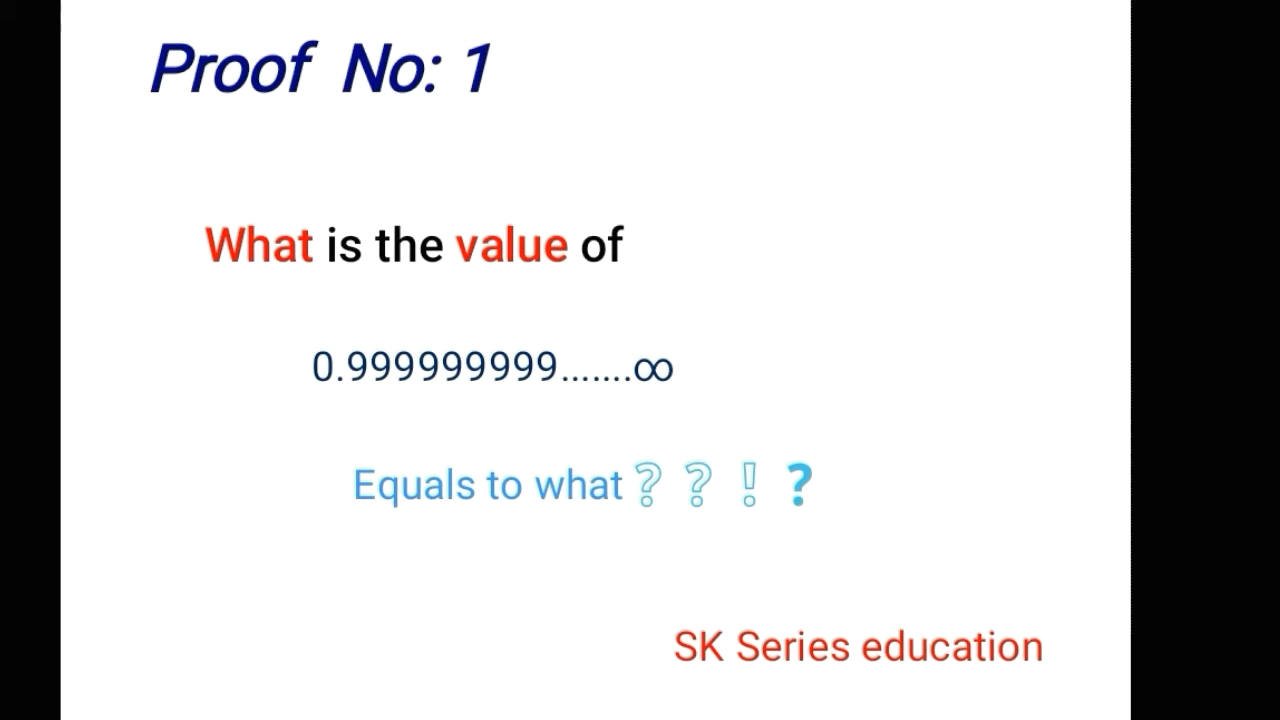 Proof No: 1
What is the value of
0.999999999.......∞
Equals to what ? ? ! ?
SK Series education